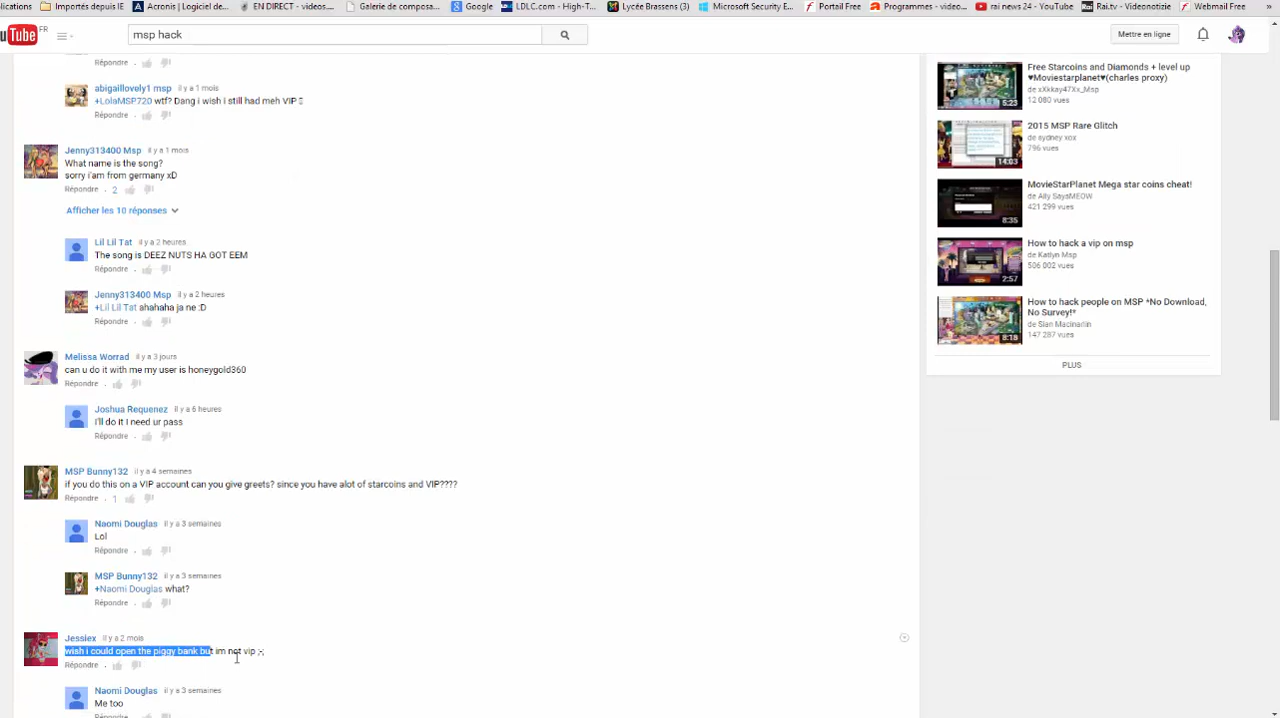 ctions
Actions
Annonces et dernièr
EN DIRECT - videos...
Galerie de compos...
Google
LDLC.com - High-T...
Lycee Brassens (3)
Microsoft Security E...
Portail Free
Programmes - vide...
rai news 24 - YouTube
Rai.tv - video
Webmail Free
uTube FR
msp hack
Mettre en ligne
Répondre .
abigaillovely1 msp il y a 1 mois
+LolaMSP720 wtf? Dang i wish i still had meh VIP
Répondre .
Jenny313400 Msp il y a 1 mois
What name is the song?
sorry i'am from germany xD
Répondre . 2
Afficher les 10 réponses
Lil Lil Tat il y a 2 heures
The song is DEEZ NUTS HA GOT EEM
Répondre .
Jenny313400 Msp il y a 2 heures
+Lil Lil Tat ahahaha ja ne :D
Répondre .
Melissa Worrad il y a 3 jours
can u do it with me my user is honeygold360
Répondre .
Joshua Requenez il y a 6 heures
I'll do it I need ur pass
Répondre .
MSP Bunny132 il y a 4 semaines
if you do this on a VIP account can you give greets? since you have alot of starcoins and VIP????
Répondre . 1
Naomi Douglas il y a 3 semaines
Lol
Répondre .
MSP Bunny132 il y a 3 semaines
+Naomi Douglas what?
Répondre .
Jessiex il y a 2 mois
wish i could open the piggy bank but im not vip ;-;
Répondre .
Naomi Douglas il y a 3 semaines
Me too
Répondre .
Free Starcoins and Diamonds + level up
♥Moviestarplanet♥(charles proxy)
de xXkkay47Xx_Msp
12 080 vues
5:23
2015 MSP Rare Glitch
de sydney xox
796 vues
14:03
MovieStarPlanet Mega star coins cheat!
de Ally SayaMEOW
421 299 vues
8:35
How to hack a vip on msp
de Katlyn Msp
506 002 vues
2:57
How to hack people on MSP *No Download,
No Survey!*
de Sian Macinarlin
147 287 vues
8:18
PLUS